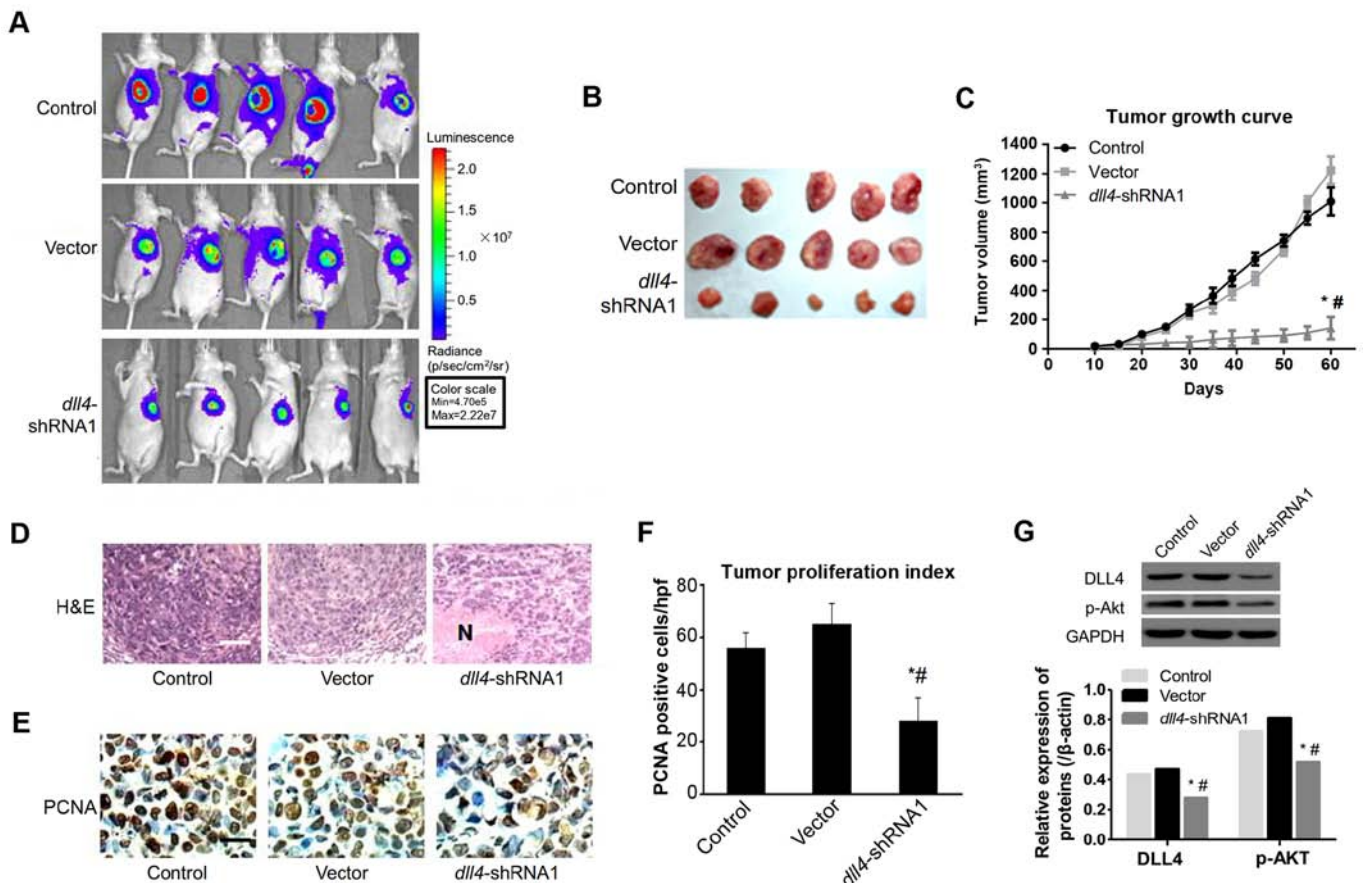 A
Control
Vector
dll4-
shRNA1
Luminescence
2.0
1.5
×10⁷
1.0
0.5
Radiance
(p/sec/cm²/sr)
Color scale
Min=4.70e5
Max=2.22e7
B
Control
Vector
dll4-
shRNA1
C
Tumor growth curve
Control
Vector
dll4-shRNA1
Tumor volume (mm³)
1400
1200
1000
800
600
400
200
0
* #
0 10 20 30 40 50 60
Days
D
H&E
N
Control Vector dll4-shRNA1
E
PCNA
Control Vector dll4-shRNA1
F
Tumor proliferation index
PCNA positive cells/hpf
80
60
40
20
0
*#
Control Vector dll4-shRNA1
G
Control Vector dll4-shRNA1
DLL4
p-Akt
GAPDH
Control
Vector
dll4-shRNA1
Relative expression of
proteins (/β-actin)
1.0
0.8
0.6
0.4
0.2
0.0
* #
* #
DLL4 p-AKT